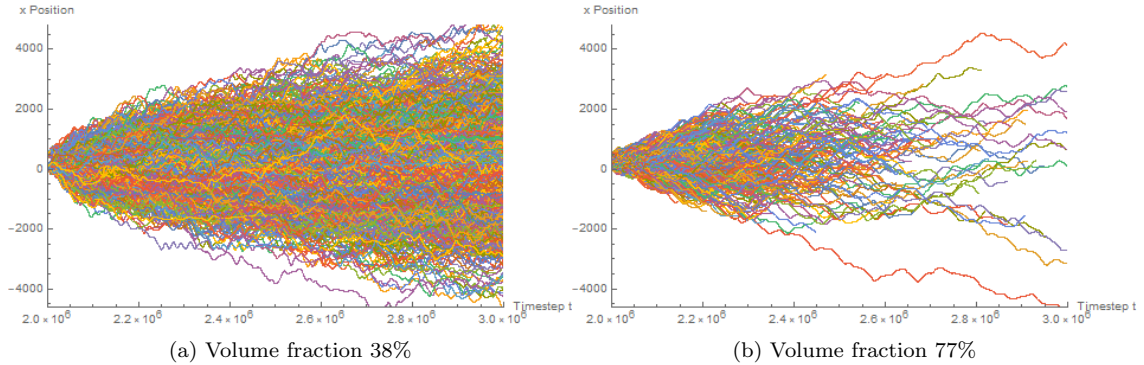 x Position
4000
2000
0
−2000
−4000
Timestep t
2.0 × 10⁶ 2.2 × 10⁶ 2.4 × 10⁶ 2.6 × 10⁶ 2.8 × 10⁶ 3.0 × 10⁶
(a) Volume fraction 38%
x Position
4000
2000
0
−2000
−4000
Timestep t
2.0 × 10⁶ 2.2 × 10⁶ 2.4 × 10⁶ 2.6 × 10⁶ 2.8 × 10⁶ 3.0 × 10⁶
(b) Volume fraction 77%